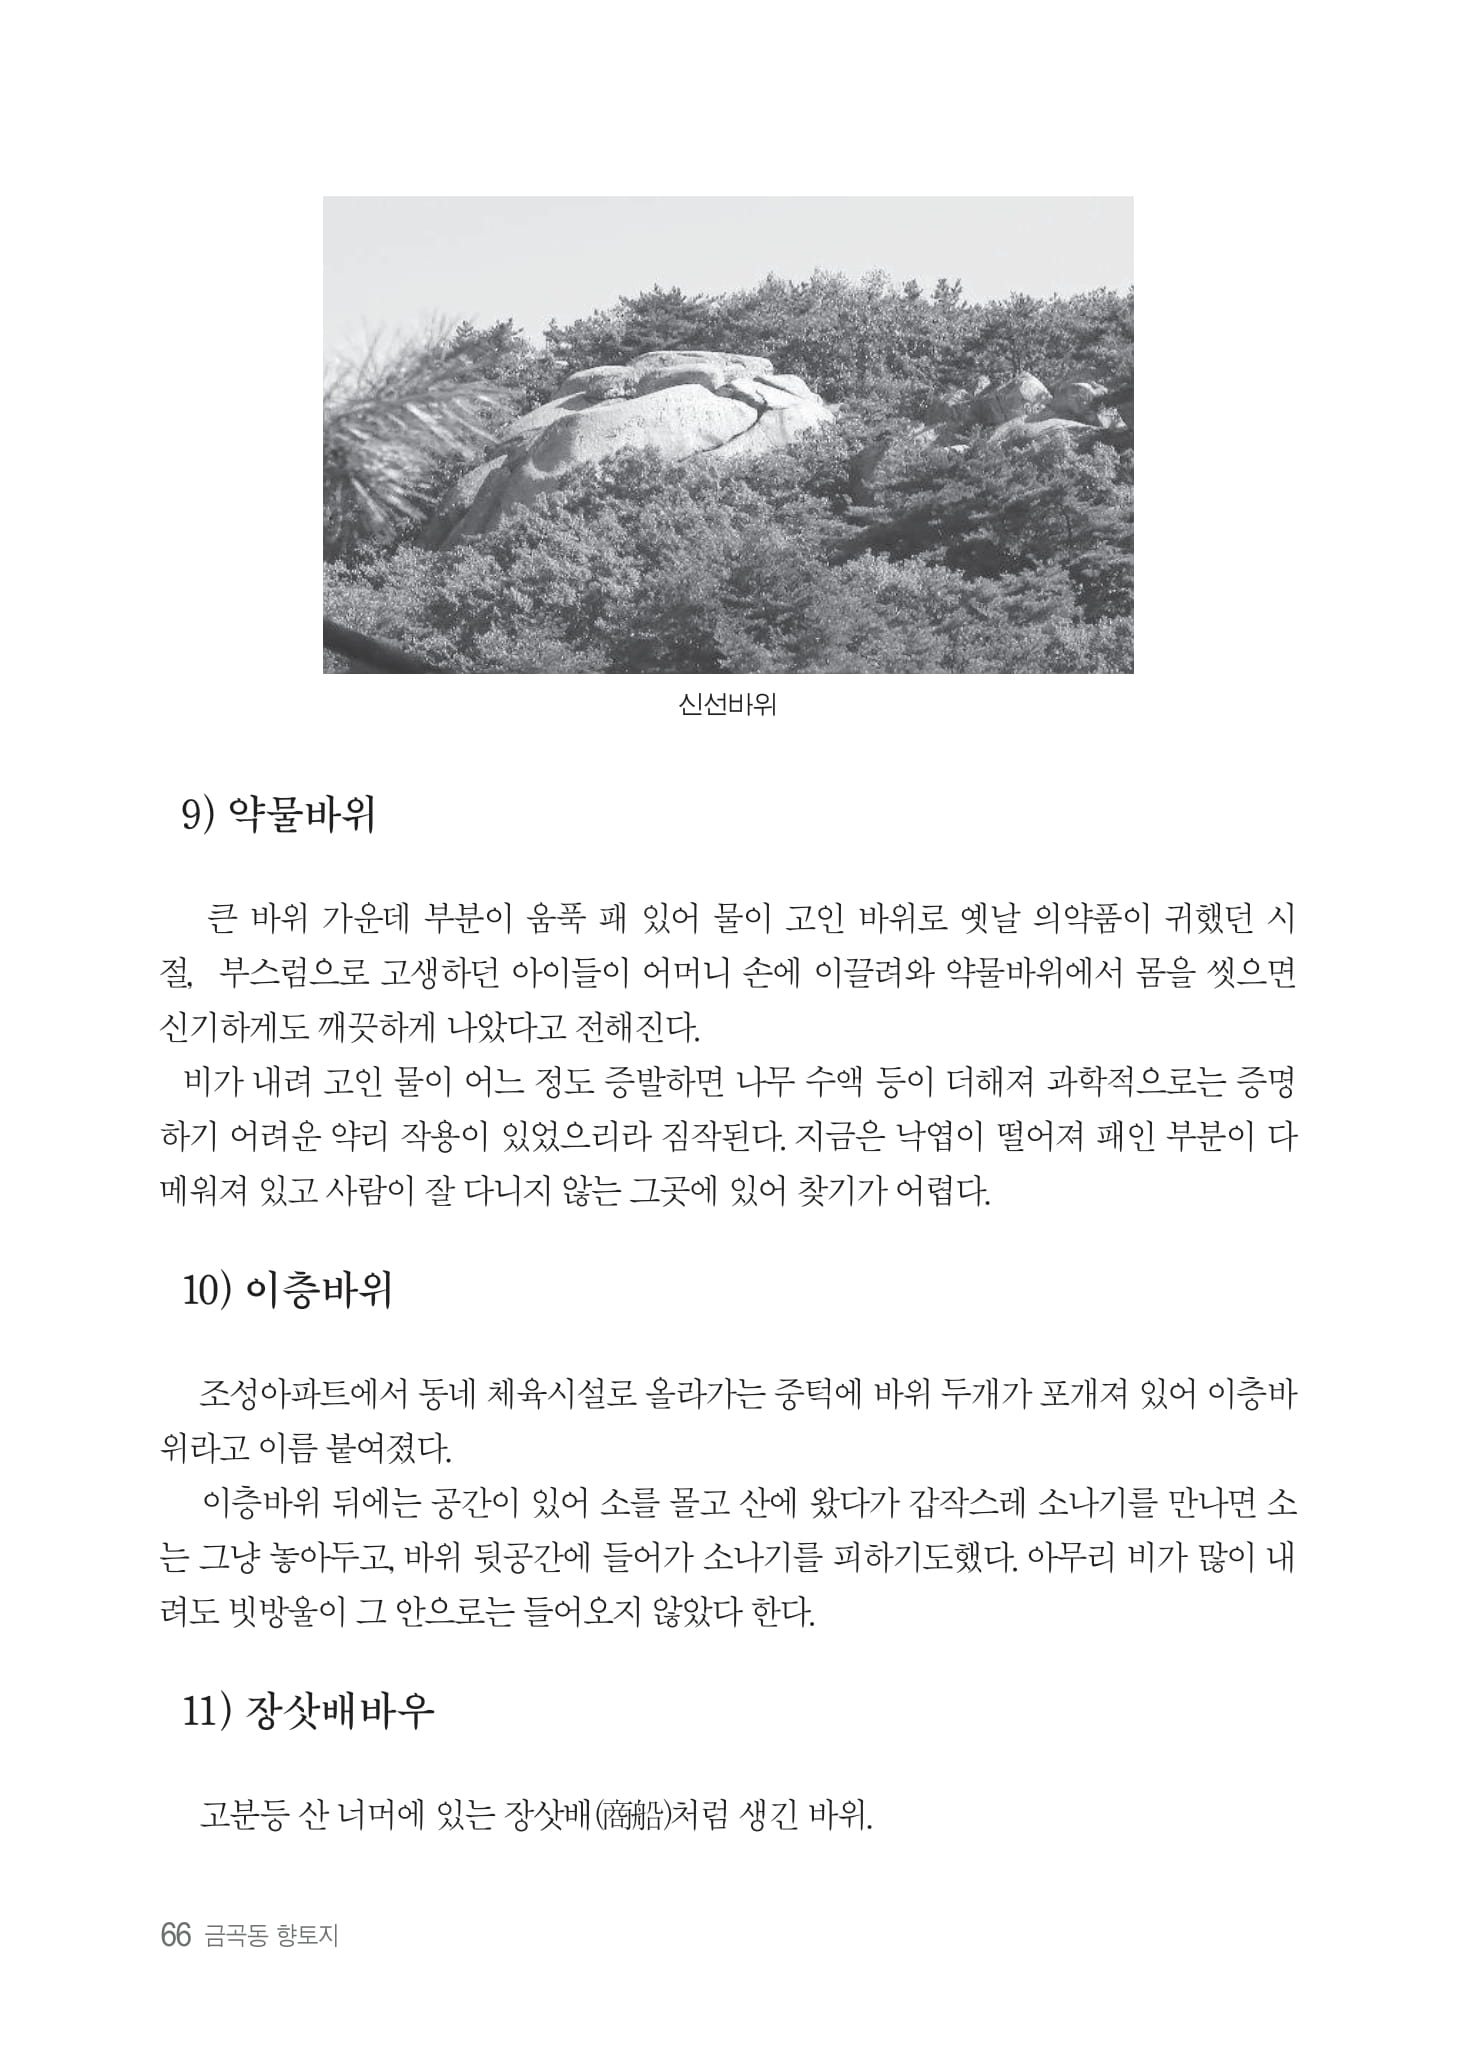 신선바위
9) 약물바위
큰 바위 가운데 부분이 움푹 패 있어 물이 고인 바위로 옛날 의약품이 귀했던 시
절, 부스럼으로 고생하던 아이들이 어머니 손에 이끌려와 약물바위에서 몸을 씻으면
신기하게도 깨끗하게 나았다고 전해진다.
비가 내려 고인 물이 어느 정도 증발하면 나무 수액 등이 더해져 과학적으로는 증명
하기 어려운 약리 작용이 있었으리라 짐작된다. 지금은 낙엽이 떨어져 패인 부분이 다
메워져 있고 사람이 잘 다니지 않는 그곳에 있어 찾기가 어렵다.
10) 이층바위
조성아파트에서 동네 체육시설로 올라가는 중턱에 바위 두개가 포개져 있어 이층바
위라고 이름 붙여졌다.
이층바위 뒤에는 공간이 있어 소를 몰고 산에 왔다가 갑작스레 소나기를 만나면 소
는 그냥 놓아두고, 바위 뒷공간에 들어가 소나기를 피하기도했다. 아무리 비가 많이 내
려도 빗방울이 그 안으로는 들어오지 않았다 한다.
11) 장삿배바우
고분등 산 너머에 있는 장삿배(商船)처럼 생긴 바위.
66 금곡동 향토지